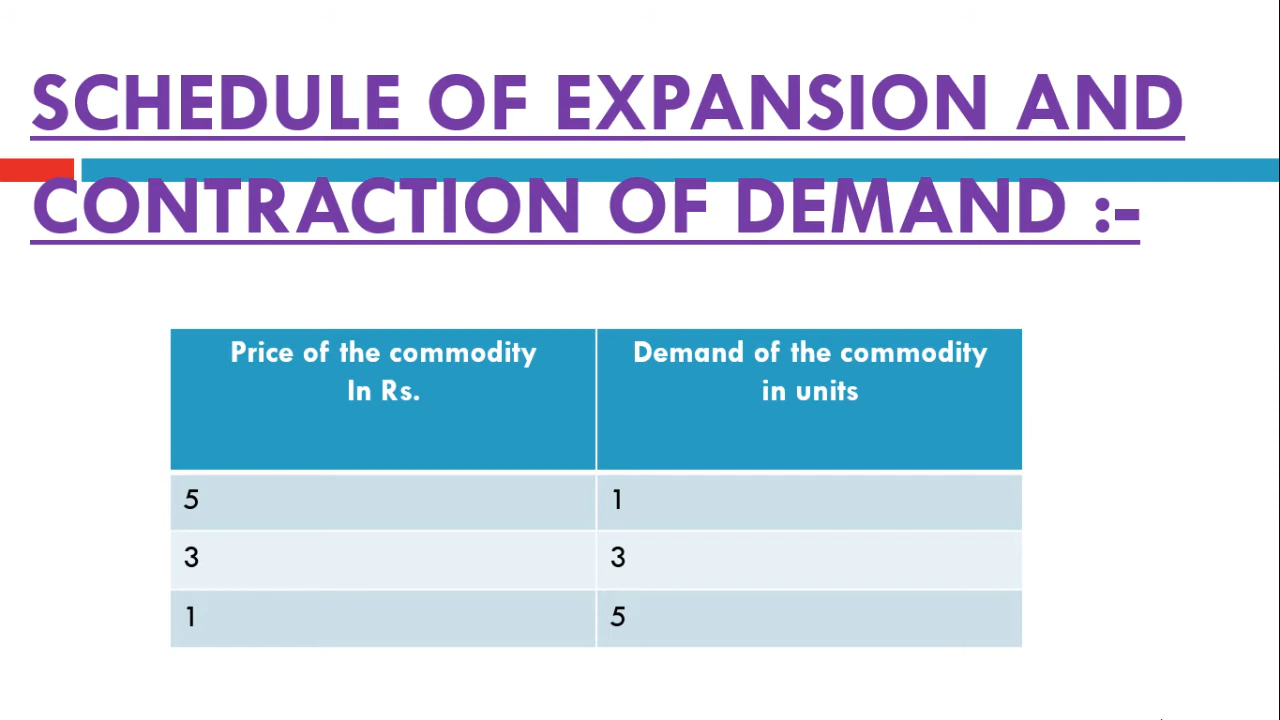 SCHEDULE OF EXPANSION AND
CONTRACTION OF DEMAND :-
Price of the commodity
In Rs.
Demand of the commodity
in units
5 1
3 3
1 5